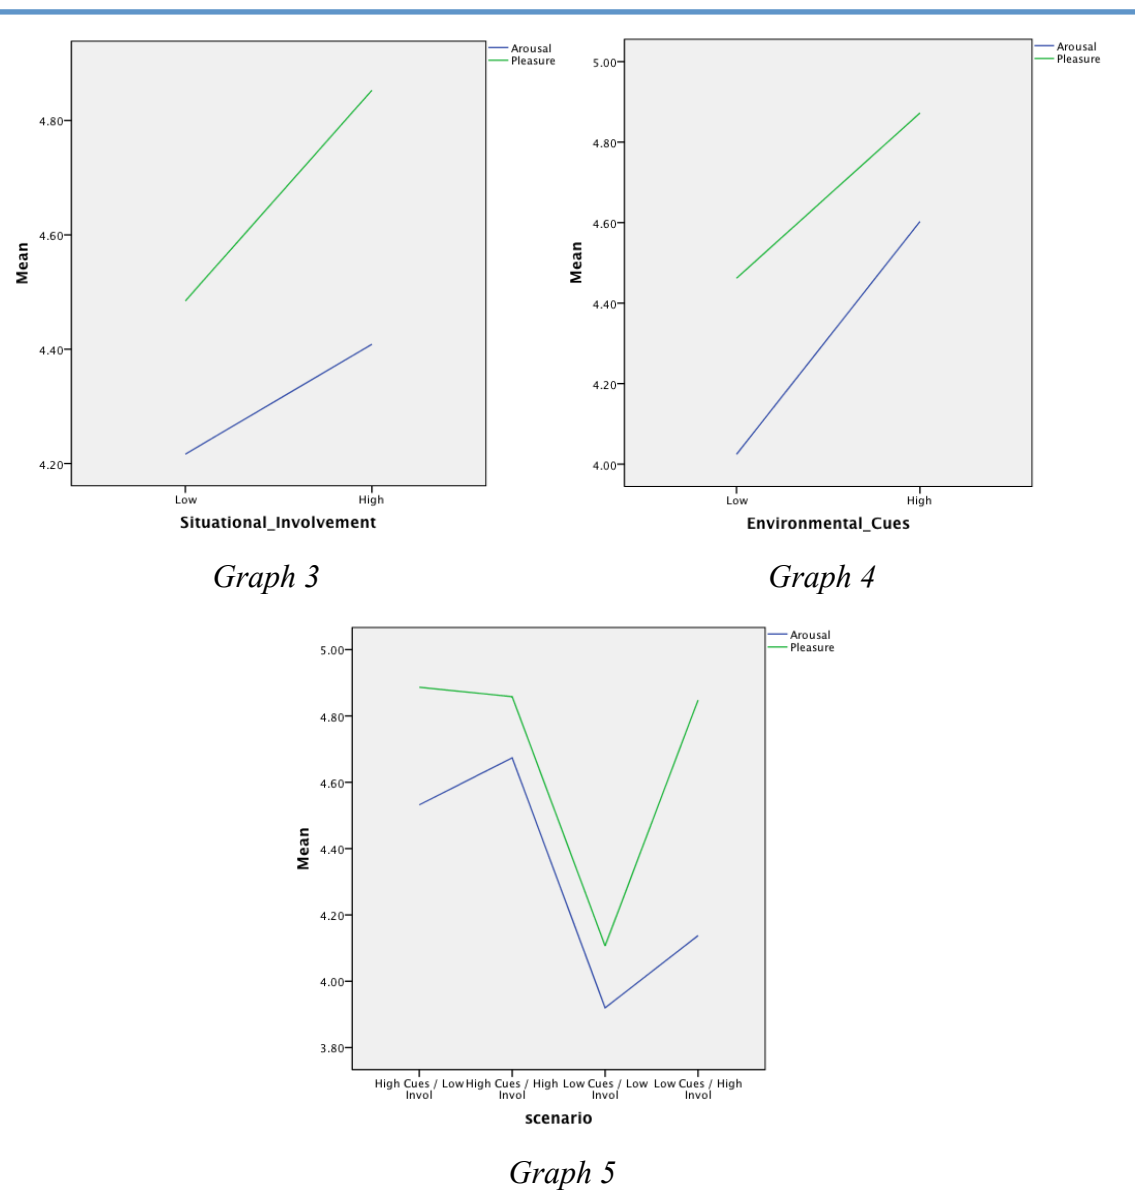 Arousal
Pleasure
4.80
4.60
4.40
4.20
Mean
Low High
Situational_Involvement
Graph 3
Arousal
Pleasure
5.00
4.80
4.60
4.40
4.20
4.00
Mean
Low High
Environmental_Cues
Graph 4
Arousal
Pleasure
5.00
4.80
4.60
4.40
4.20
4.00
3.80
Mean
High Cues / Low Invol
High Cues / High Invol
Low Cues / Low Invol
Low Cues / High Invol
scenario
Graph 5